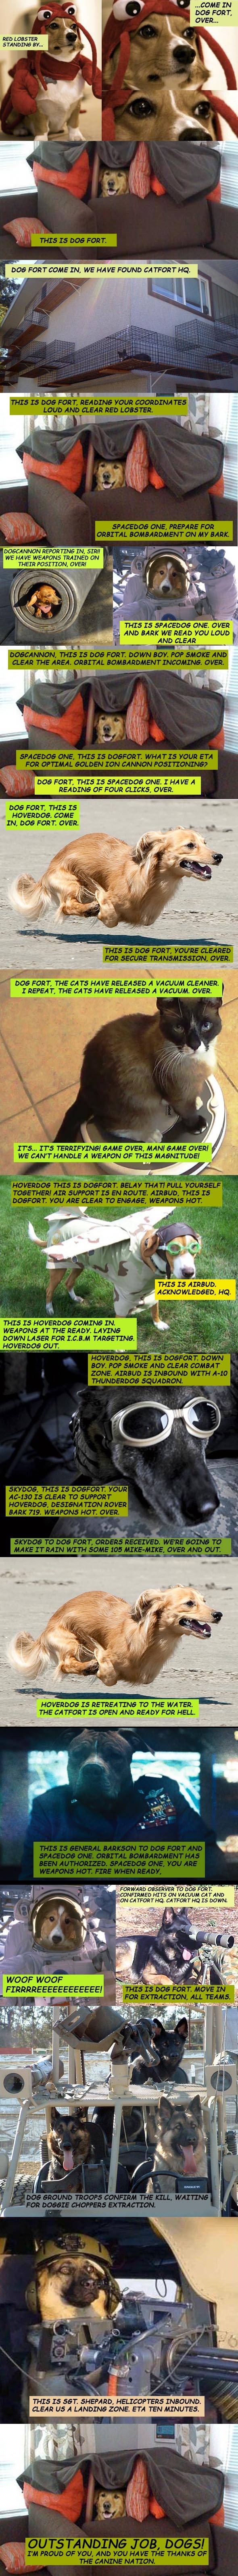 ...COME IN
DOG FORT,
OVER...
RED LOBSTER
STANDING BY...
THIS IS DOG FORT.
DOG FORT COME IN, WE HAVE FOUND CATFORT HQ.
THIS IS DOG FORT, READING YOUR COORDINATES
LOUD AND CLEAR RED LOBSTER.
SPACEDOG ONE, PREPARE FOR
ORBITAL BOMBARDMENT ON MY BARK.
DOGCANNON REPORTING IN, SIR!!
WE HAVE WEAPONS TRAINED ON
THEIR POSITION, OVER!
THIS IS SPACEDOG ONE. OVER
AND BARK WE READ YOU LOUD
AND CLEAR
DOGCANNON, THIS IS DOG FORT. DOWN BOY. POP SMOKE AND
CLEAR THE AREA. ORBITAL BOMBARDMENT INCOMING. OVER.
SPACEDOG ONE, THIS IS DOGFORT. WHAT IS YOUR ETA
FOR OPTIMAL GOLDEN ION CANNON POSITIONING?
DOG FORT, THIS IS SPACEDOG ONE. I HAVE A
READING OF FOUR CLICKS, OVER.
DOG FORT, THIS IS
HOVERDOG. COME
IN, DOG FORT. OVER.
THIS IS DOG FORT, YOU'RE CLEARED
FOR SECURE TRANSMISSION, OVER.
DOG FORT, THE CATS HAVE RELEASED A VACUUM CLEANER.
I REPEAT, THE CATS HAVE RELEASED A VACUUM. OVER.
IT'S... IT'S TERRIFYING! GAME OVER, MAN! GAME OVER!
WE CAN'T HANDLE A WEAPON OF THIS MAGNITUDE!
HOVERDOG THIS IS DOGFORT. BELAY THAT! PULL YOURSELF
TOGETHER! AIR SUPPORT IS EN ROUTE. AIRBUD, THIS IS
DOGFORT. YOU ARE CLEAR TO ENGAGE, WEAPONS HOT.
THIS IS AIRBUD.
ACKNOWLEDGED, HQ.
THIS IS HOVERDOG COMING IN.
WEAPONS AT THE READY. LAYING
DOWN LASER FOR I.C.B.M TARGETING.
HOVERDOG OUT.
HOVERDOG, THIS IS DOGFORT. DOWN
BOY. POP SMOKE AND CLEAR COMBAT
ZONE. AIRBUD IS INBOUND WITH A-10
THUNDERDOG SQUADRON.
SKYDOG, THIS IS DOGFORT. YOUR
AC-130 IS CLEAR TO SUPPORT
HOVERDOG, DESIGNATION ROVER
BARK 719. WEAPONS HOT. OVER.
SKYDOG TO DOG FORT, ORDERS RECEIVED. WE'RE GOING TO
MAKE IT RAIN WITH SOME 105 MIKE-MIKE, OVER AND OUT.
HOVERDOG IS RETREATING TO THE WATER.
THE CATFORT IS OPEN AND READY FOR HELL.
THIS IS GENERAL BARKSON TO DOG FORT AND
SPACEDOG ONE. ORBITAL BOMBARDMENT HAS
BEEN AUTHORIZED. SPACEDOG ONE, YOU ARE
WEAPONS HOT. FIRE WHEN READY,
FORWARD OBSERVER TO DOG FORT.
CONFIRMED HITS ON VACUUM CAT AND
ON CATFORT HQ. CATFORT HQ IS DOWN.
WOOF WOOF
FIRRRREEEEEEEEEEEE!
THIS IS DOG FORT. MOVE IN
FOR EXTRACTION, ALL TEAMS.
DOG GROUND TROOPS CONFIRM THE KILL, WAITING
FOR DOGGIE CHOPPERS EXTRACTION.
THIS IS SGT. SHEPARD, HELICOPTERS INBOUND.
CLEAR US A LANDING ZONE. ETA TEN MINUTES.
OUTSTANDING JOB, DOGS!
I'M PROUD OF YOU, AND YOU HAVE THE THANKS OF
THE CANINE NATION.